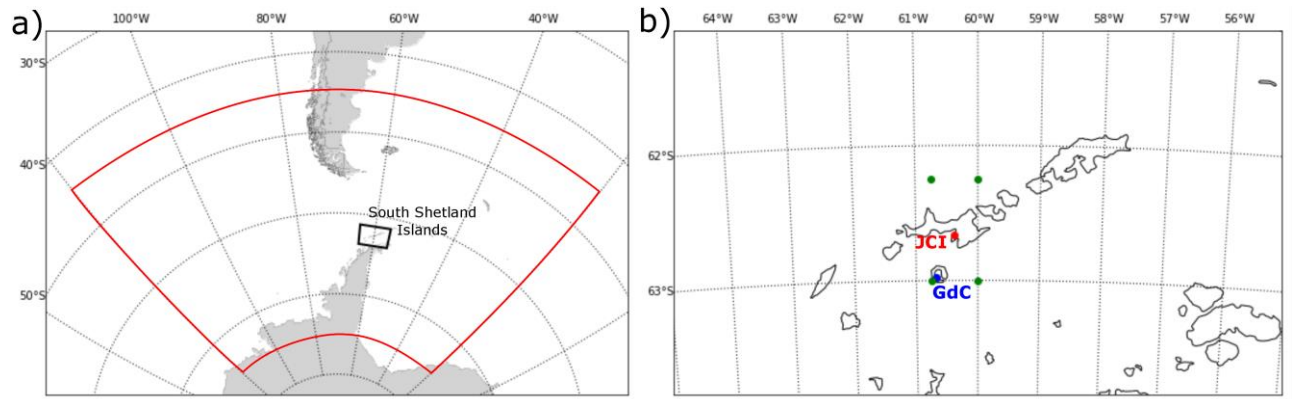 a)
100°W 80°W 60°W 40°W
30°S
40°S
50°S
South Shetland
Islands
b)
64°W 63°W 62°W 61°W 60°W 59°W 58°W 57°W 56°W
62°S
63°S
JCI
GdC